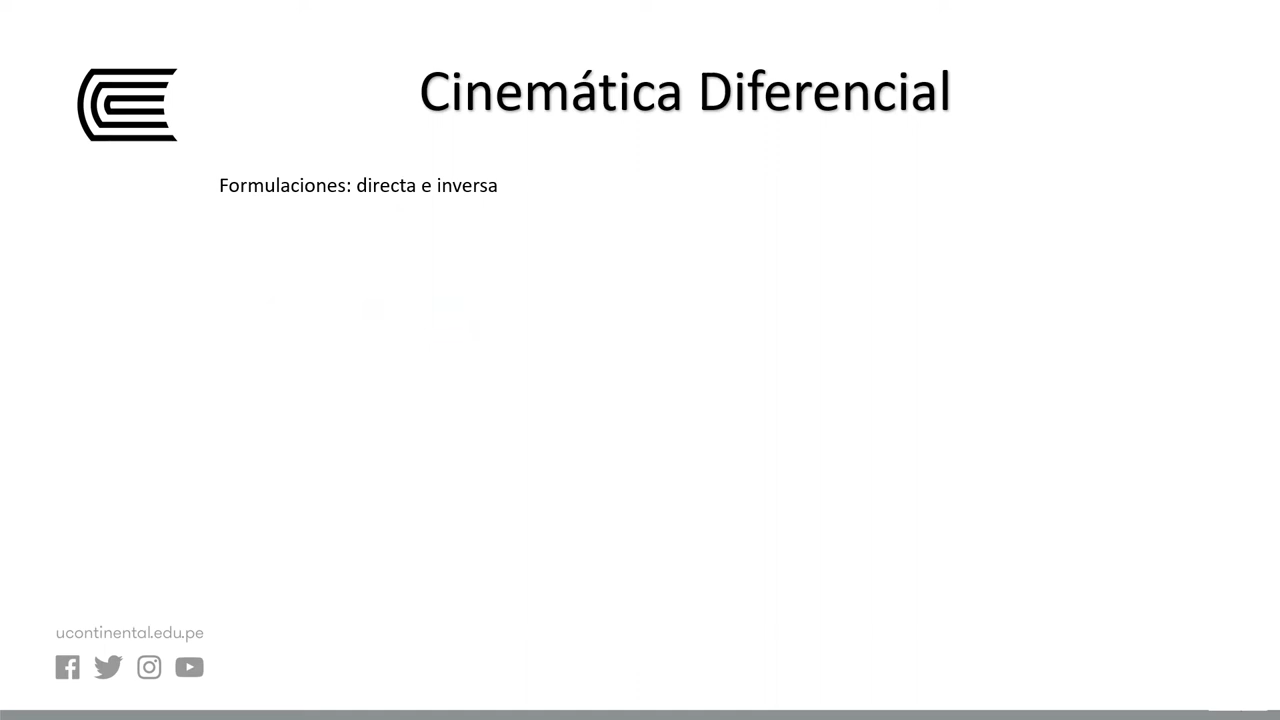 Cinemática Diferencial
Formulaciones: directa e inversa
ucontinental.edu.pe